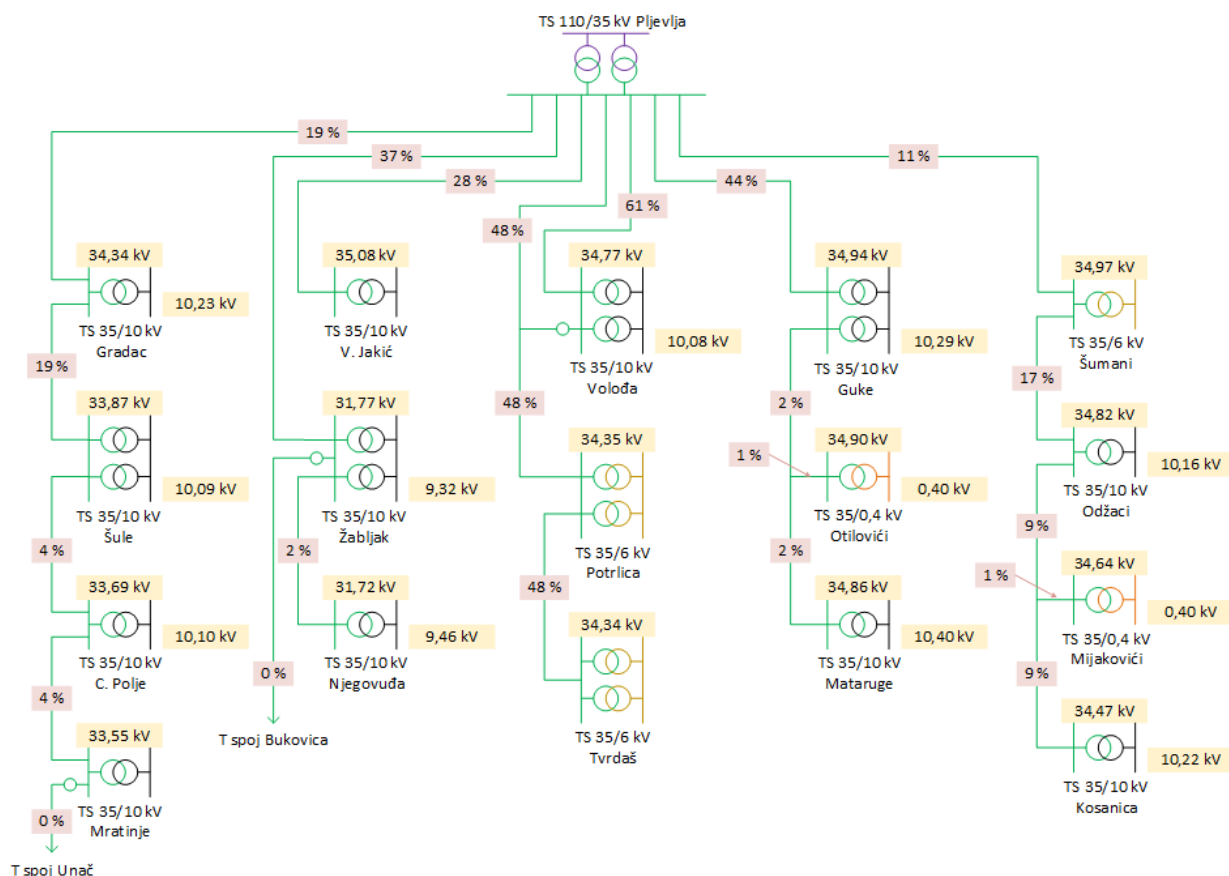 TS 110/35 kV Pljevlja
19 %
37 %
28 %
48 %
61 %
44 %
11 %
34,34 kV
10,23 kV
TS 35/10 kV
Gradac
19 %
33,87 kV
10,09 kV
TS 35/10 kV
Šule
4 %
33,69 kV
10,10 kV
TS 35/10 kV
C. Polje
4 %
33,55 kV
TS 35/10 kV
Mratinje
0 %
T spoj Unač
35,08 kV
TS 35/10 kV
V. Jakić
31,77 kV
9,32 kV
TS 35/10 kV
Žabljak
2 %
31,72 kV
9,46 kV
TS 35/10 kV
Njegovuđa
0 %
T spoj Bukovica
34,77 kV
10,08 kV
TS 35/10 kV
Volođa
48 %
34,35 kV
TS 35/6 kV
Potrlica
48 %
34,34 kV
TS 35/6 kV
Tvrdaš
34,94 kV
10,29 kV
TS 35/10 kV
Guke
2 %
34,90 kV
1 %
0,40 kV
TS 35/0,4 kV
Otilovići
2 %
34,86 kV
10,40 kV
TS 35/10 kV
Mataruge
34,97 kV
TS 35/6 kV
Šumani
17 %
34,82 kV
10,16 kV
TS 35/10 kV
Odžaci
9 %
34,64 kV
1 %
0,40 kV
TS 35/0,4 kV
Mijakovići
9 %
34,47 kV
10,22 kV
TS 35/10 kV
Kosanica